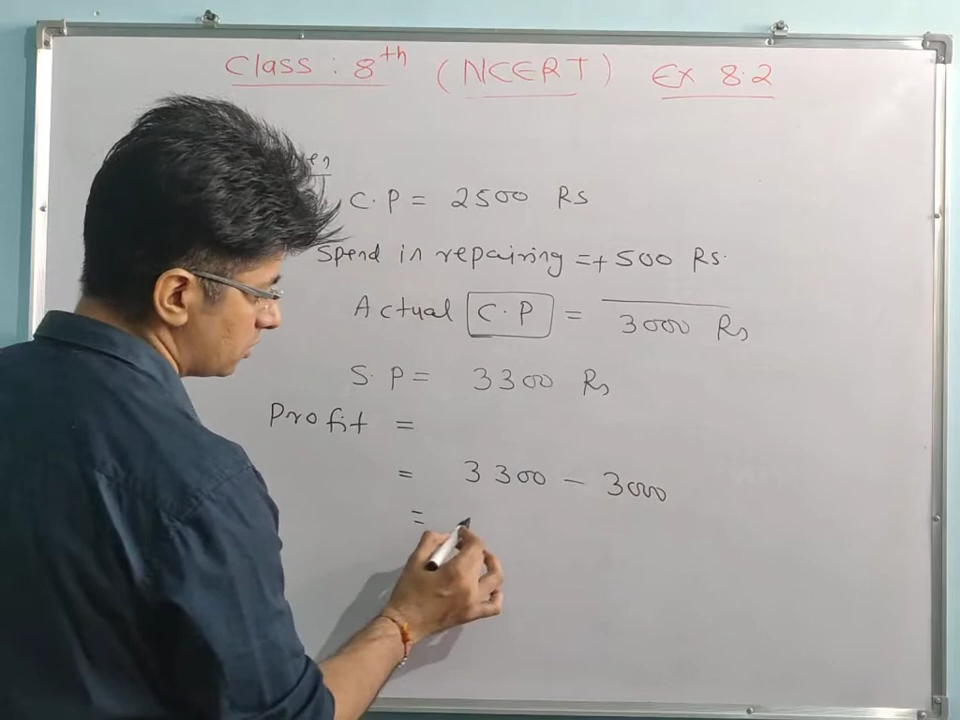 Class : 8th (NCERT) Ex 8.2
C.P = 2500 Rs
Spend in repairing =+ 500 Rs.
Actual C.P = 3000 Rs
S.P = 3300 Rs
Profit =
= 3300 - 3000
=